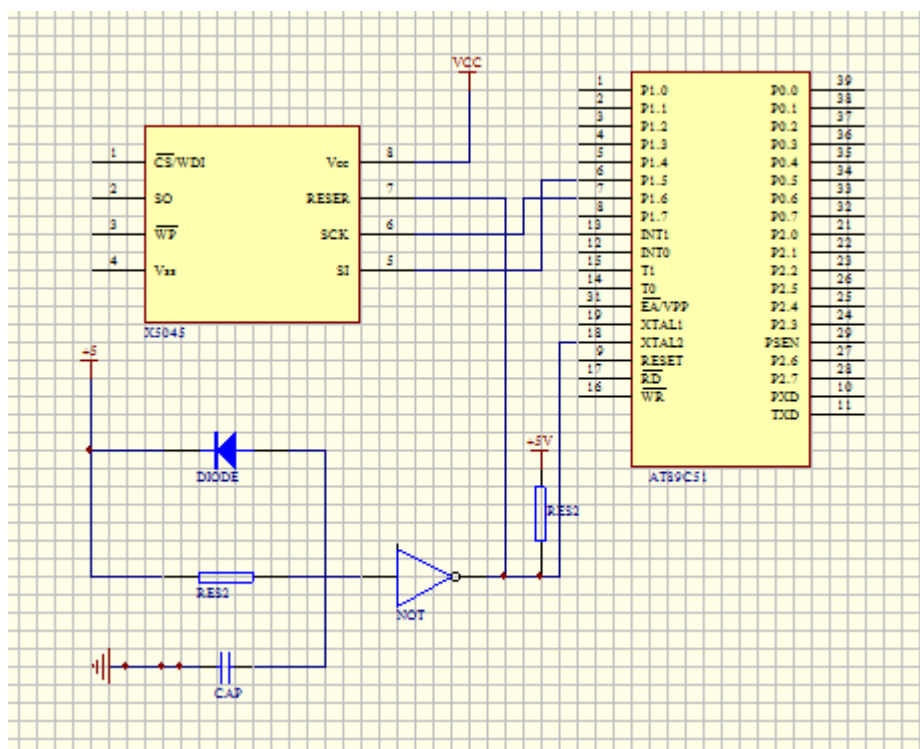 VCC
1 CS/WDI Vcc 8
2 SO RESER 7
3 WP SCK 6
4 Vss SI 5
X5045
1 P1.0 P0.0 39
2 P1.1 P0.1 38
3 P1.2 P0.2 37
4 P1.3 P0.3 36
5 P1.4 P0.4 35
6 P1.5 P0.5 34
7 P1.6 P0.6 33
8 P1.7 P0.7 32
13 INT1 P2.0 21
12 INT0 P2.1 22
15 T1 P2.2 23
14 T0 P2.5 26
31 EA/VPP P2.4 25
19 XTAL1 P2.3 24
18 XTAL2 PSEN 29
9 RESET P2.6 27
17 RD P2.7 28
16 WR PXD 10
TXD 11
AT89C51
+5
DIODE
RES2
CAP
NOT
+5V
RES2